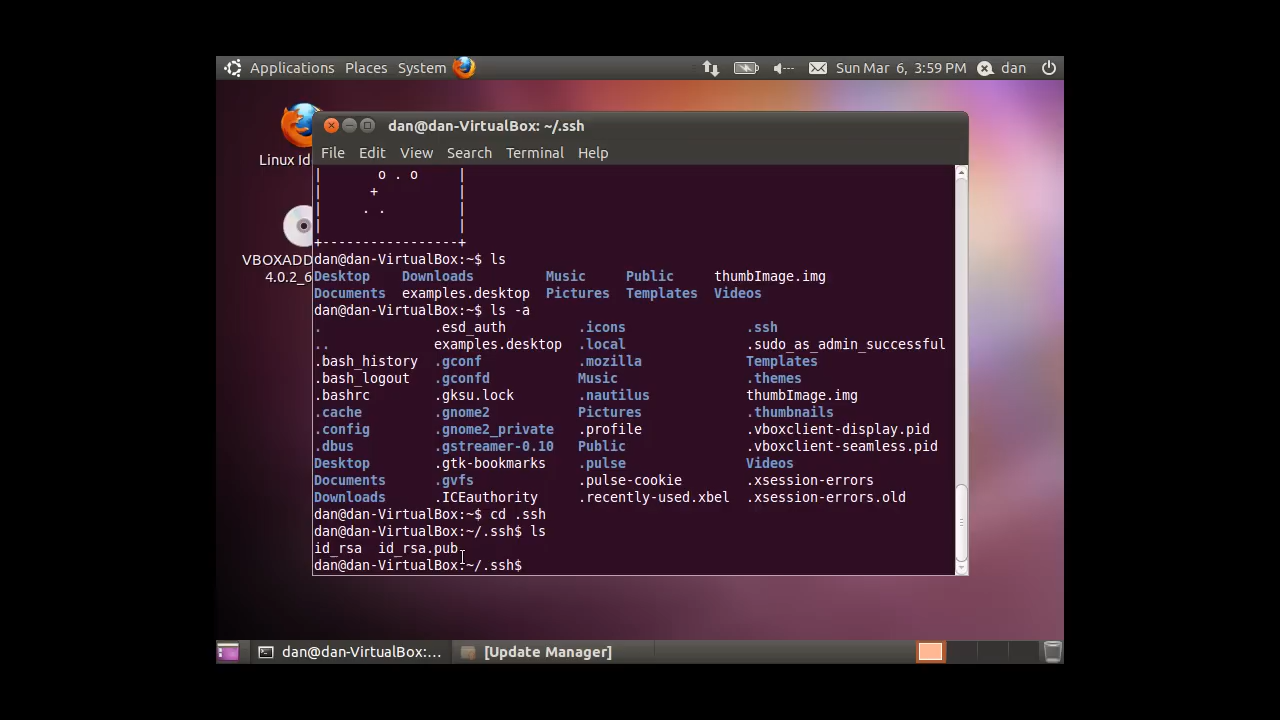 Applications Places System Sun Mar 6, 3:59 PM dan
dan@dan-VirtualBox: ~/.ssh
File Edit View Search Terminal Help
Linux Id
VBOXADD
4.0.2_6
| o . o |
| + |
| . . |
| |
+-----------------+
dan@dan-VirtualBox:~$ ls
Desktop Downloads Music Public thumbImage.img
Documents examples.desktop Pictures Templates Videos
dan@dan-VirtualBox:~$ ls -a
. .esd_auth .icons .ssh
.. examples.desktop .local .sudo_as_admin_successful
.bash_history .gconf .mozilla Templates
.bash_logout .gconfd Music .themes
.bashrc .gksu.lock .nautilus thumbImage.img
.cache .gnome2 Pictures .thumbnails
.config .gnome2_private .profile .vboxclient-display.pid
.dbus .gstreamer-0.10 Public .vboxclient-seamless.pid
Desktop .gtk-bookmarks .pulse Videos
Documents .gvfs .pulse-cookie .xsession-errors
Downloads .ICEauthority .recently-used.xbel .xsession-errors.old
dan@dan-VirtualBox:~$ cd .ssh
dan@dan-VirtualBox:~/.ssh$ ls
id_rsa id_rsa.pub
dan@dan-VirtualBox:~/.ssh$
dan@dan-VirtualBox:... [Update Manager]